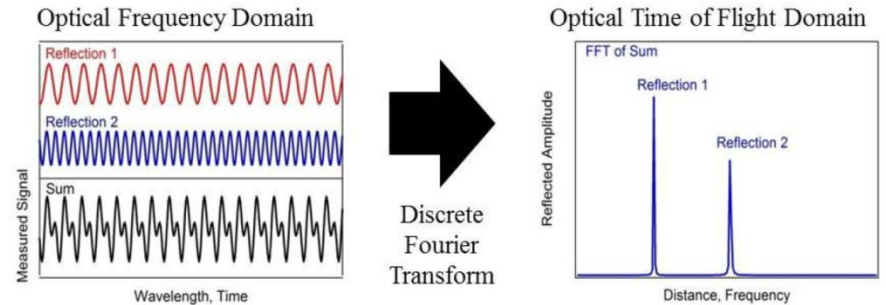 Optical Frequency Domain
Reflection 1
Reflection 2
Sum
Measured Signal
Wavelength, Time
Discrete
Fourier
Transform
Optical Time of Flight Domain
FFT of Sum
Reflection 1
Reflection 2
Reflected Amplitude
Distance, Frequency